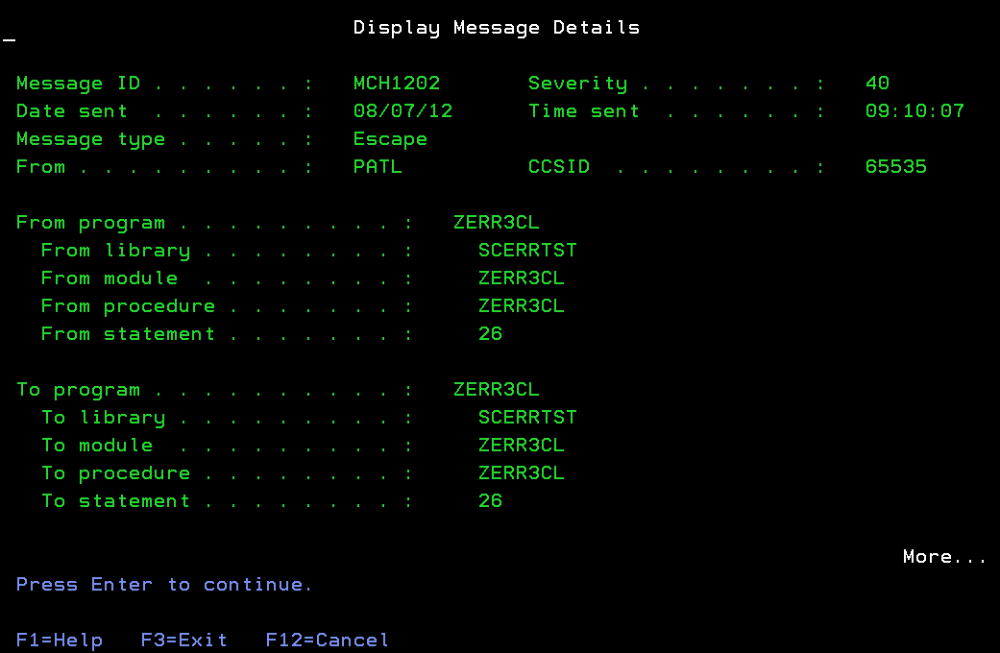 Display Message Details
_
Message ID . . . . . . . :   MCH1202       Severity . . . . . . . . :   40
Date sent  . . . . . . . :   08/07/12      Time sent  . . . . . . :   09:10:07
Message type . . . . . . :   Escape
From . . . . . . . . . . :   PATL          CCSID  . . . . . . . . . :   65535
From program . . . . . . . . . :   ZERR3CL
From library . . . . . . . . :     SCERRTST
From module  . . . . . . . . :     ZERR3CL
From procedure . . . . . . . :     ZERR3CL
From statement . . . . . . . :     26
To program . . . . . . . . . . :   ZERR3CL
To library . . . . . . . . . :     SCERRTST
To module  . . . . . . . . . :     ZERR3CL
To procedure . . . . . . . . :     ZERR3CL
To statement . . . . . . . . :     26
More...
Press Enter to continue.
F1=Help   F3=Exit   F12=Cancel